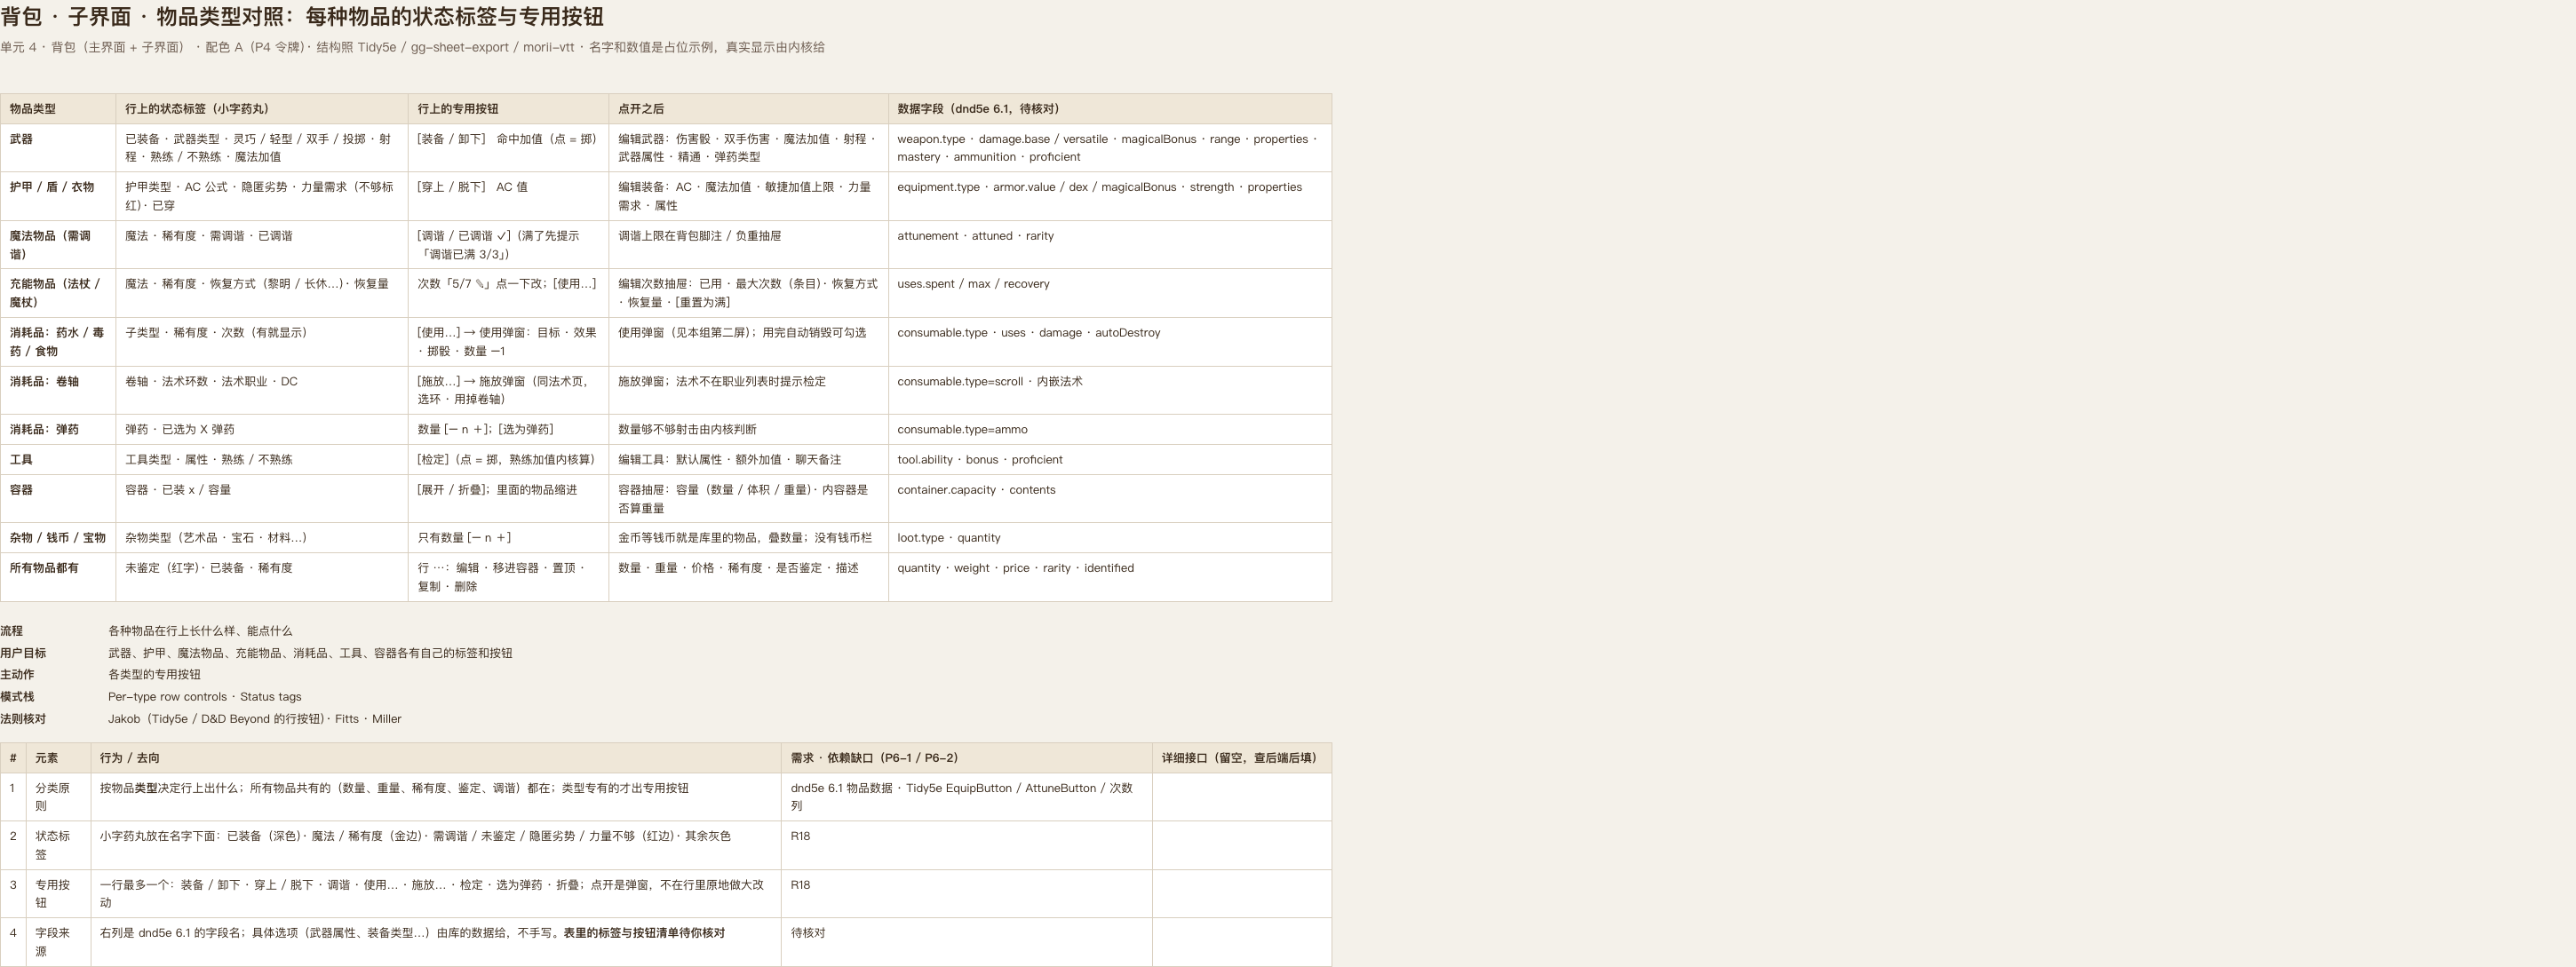 背包 · 子界面 · 物品类型对照：每种物品的状态标签与专用按钮
单元 4 · 背包（主界面 + 子界面） · 配色 A（P4 令牌）· 结构照 Tidy5e / gg-sheet-export / morii-vtt · 名字和数值是占位示例，真实显示由内核给
物品类型 行上的状态标签（小字药丸） 行上的专用按钮 点开之后 数据字段（dnd5e 6.1，待核对）
武器 已装备 · 武器类型 · 灵巧 / 轻型 / 双手 / 投掷 · 射 [装备 / 卸下] 命中加值（点 = 掷） 编辑武器：伤害骰 · 双手伤害 · 魔法加值 · 射程 · weapon.type · damage.base / versatile · magicalBonus · range · properties ·
程 · 熟练 / 不熟练 · 魔法加值 武器属性 · 精通 · 弹药类型 mastery · ammunition · proficient
护甲 / 盾 / 衣物 护甲类型 · AC 公式 · 隐匿劣势 · 力量需求（不够标 [穿上 / 脱下] AC 值 编辑装备：AC · 魔法加值 · 敏捷加值上限 · 力量 equipment.type · armor.value / dex / magicalBonus · strength · properties
红）· 已穿 需求 · 属性
魔法物品（需调 魔法 · 稀有度 · 需调谐 · 已调谐 [调谐 / 已调谐 ✓]（满了先提示 调谐上限在背包脚注 / 负重抽屉 attunement · attuned · rarity
谐） 「调谐已满 3/3」）
充能物品（法杖 / 魔法 · 稀有度 · 恢复方式（黎明 / 长休…）· 恢复量 次数「5/7 ✎」点一下改；[使用…] 编辑次数抽屉：已用 · 最大次数（条目）· 恢复方式 uses.spent / max / recovery
魔杖） · 恢复量 · [重置为满]
消耗品：药水 / 毒 子类型 · 稀有度 · 次数（有就显示） [使用…] → 使用弹窗：目标 · 效果 使用弹窗（见本组第二屏）；用完自动销毁可勾选 consumable.type · uses · damage · autoDestroy
药 / 食物 · 掷骰 · 数量 −1
消耗品：卷轴 卷轴 · 法术环数 · 法术职业 · DC [施放…] → 施放弹窗（同法术页， 施放弹窗；法术不在职业列表时提示检定 consumable.type=scroll · 内嵌法术
选环 · 用掉卷轴）
消耗品：弹药 弹药 · 已选为 X 弹药 数量 [− n +]；[选为弹药] 数量够不够射击由内核判断 consumable.type=ammo
工具 工具类型 · 属性 · 熟练 / 不熟练 [检定]（点 = 掷，熟练加值内核算） 编辑工具：默认属性 · 额外加值 · 聊天备注 tool.ability · bonus · proficient
容器 容器 · 已装 x / 容量 [展开 / 折叠]；里面的物品缩进 容器抽屉：容量（数量 / 体积 / 重量）· 内容器是 container.capacity · contents
否算重量
杂物 / 钱币 / 宝物 杂物类型（艺术品 · 宝石 · 材料…） 只有数量 [− n +] 金币等钱币就是库里的物品，叠数量；没有钱币栏 loot.type · quantity
所有物品都有 未鉴定（红字）· 已装备 · 稀有度 行 ⋯：编辑 · 移进容器 · 置顶 · 数量 · 重量 · 价格 · 稀有度 · 是否鉴定 · 描述 quantity · weight · price · rarity · identified
复制 · 删除
流程 各种物品在行上长什么样、能点什么
用户目标 武器、护甲、魔法物品、充能物品、消耗品、工具、容器各有自己的标签和按钮
主动作 各类型的专用按钮
模式栈 Per-type row controls · Status tags
法则核对 Jakob（Tidy5e / D&D Beyond 的行按钮）· Fitts · Miller
# 元素 行为 / 去向 需求 · 依赖缺口（P6-1 / P6-2） 详细接口（留空，查后端后填）
1 分类原 按物品类型决定行上出什么；所有物品共有的（数量、重量、稀有度、鉴定、调谐）都在；类型专有的才出专用按钮 dnd5e 6.1 物品数据 · Tidy5e EquipButton / AttuneButton / 次数
则 列
2 状态标 小字药丸放在名字下面：已装备（深色）· 魔法 / 稀有度（金边）· 需调谐 / 未鉴定 / 隐匿劣势 / 力量不够（红边）· 其余灰色 R18
签
3 专用按 一行最多一个：装备 / 卸下 · 穿上 / 脱下 · 调谐 · 使用… · 施放… · 检定 · 选为弹药 · 折叠；点开是弹窗，不在行里原地做大改 R18
钮 动
4 字段来 右列是 dnd5e 6.1 的字段名；具体选项（武器属性、装备类型…）由库的数据给，不手写。表里的标签与按钮清单待你核对 待核对
源